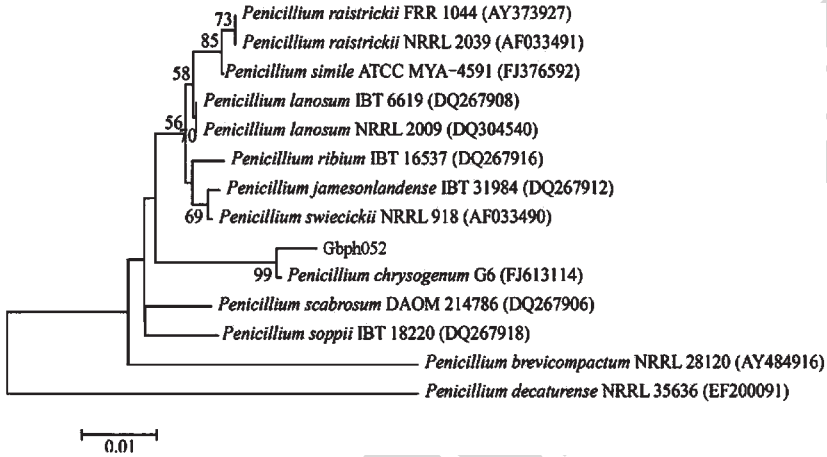 73
Penicillium raistrickii FRR 1044 (AY373927)
Penicillium raistrickii NRRL 2039 (AF033491)
85
Penicillium simile ATCC MYA-4591 (FJ376592)
58
Penicillium lanosum IBT 6619 (DQ267908)
56
70
Penicillium lanosum NRRL 2009 (DQ304540)
Penicillium ribium IBT 16537 (DQ267916)
Penicillium jamesonlandense IBT 31984 (DQ267912)
69
Penicillium swiecickii NRRL 918 (AF033490)
Gbph052
99
Penicillium chrysogenum G6 (FJ613114)
Penicillium scabrosum DAOM 214786 (DQ267906)
Penicillium soppii IBT 18220 (DQ267918)
Penicillium brevicompactum NRRL 28120 (AY484916)
Penicillium decaturense NRRL 35636 (EF200091)
0.01